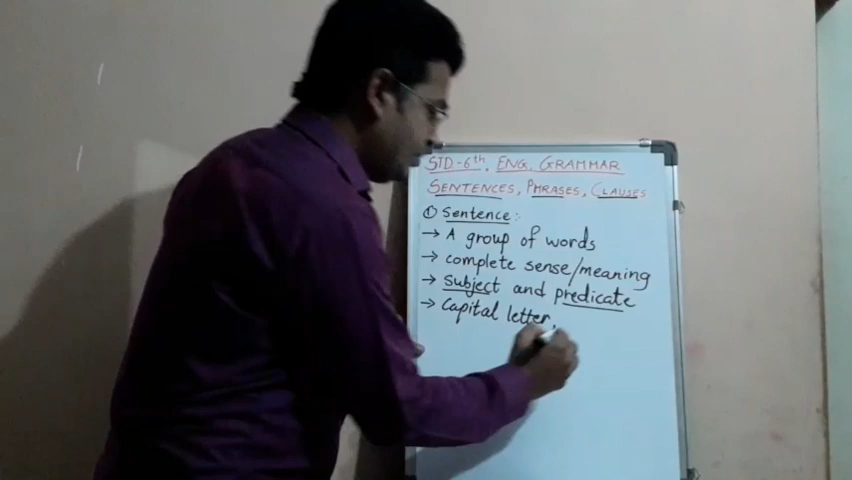 STD.-6th, ENG. GRAMMAR
SENTENCES, PHRASES, CLAUSES
① Sentence:-
→ A group of words
→ complete sense/meaning
→ Subject and predicate
→ Capital letter,